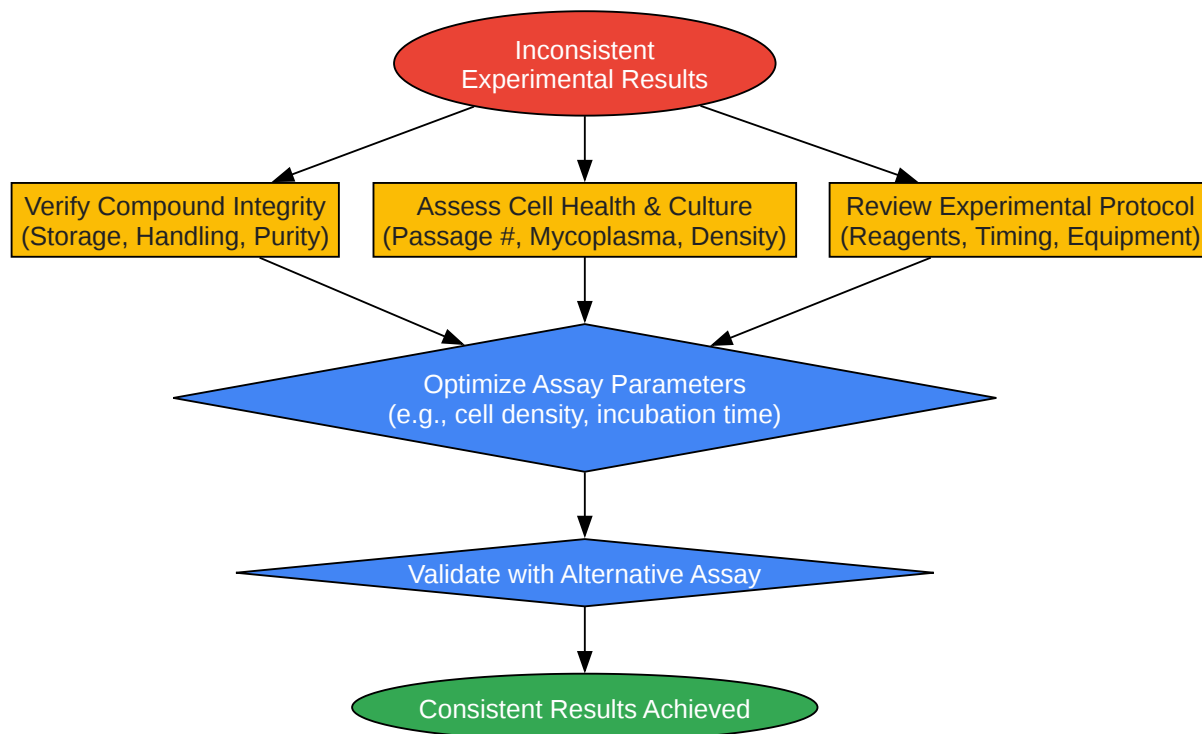 Inconsistent
Experimental Results
Verify Compound Integrity
(Storage, Handling, Purity)
Assess Cell Health & Culture
(Passage #, Mycoplasma, Density)
Review Experimental Protocol
(Reagents, Timing, Equipment)
Optimize Assay Parameters
(e.g., cell density, incubation time)
Validate with Alternative Assay
Consistent Results Achieved